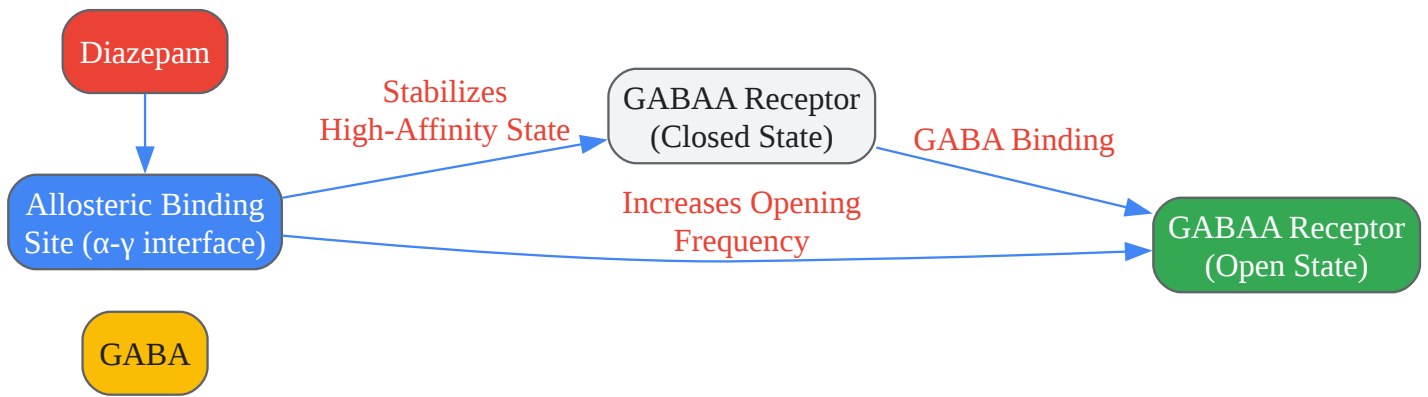 Diazepam
Stabilizes
High-Affinity State
GABAA Receptor
(Closed State)
GABA Binding
Allosteric Binding
Site (α-γ interface)
Increases Opening
Frequency
GABAA Receptor
(Open State)
GABA